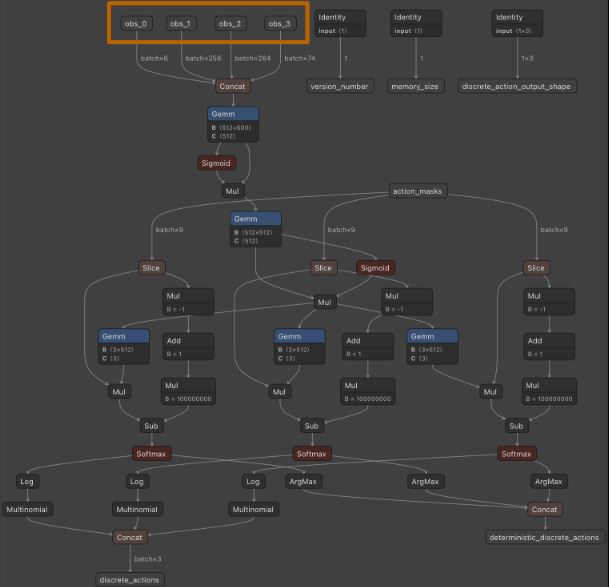 obs_0 obs_1 obs_2 obs_3
Identity
input ⟨1⟩
Identity
input ⟨1⟩
Identity
input ⟨1×3⟩
batch×6 batch×256 batch×264 batch×74
1 1 1×3
Concat
version_number
memory_size
discrete_action_output_shape
Gemm
B ⟨512×600⟩
C ⟨512⟩
Sigmoid
Mul
action_masks
Gemm
B ⟨512×512⟩
C ⟨512⟩
batch×9 batch×9 batch×9
Slice Slice Sigmoid Slice
Mul
B = -1
Mul
Mul
B = -1
Mul
B = -1
Gemm
B ⟨3×512⟩
C ⟨3⟩
Add
B = 1
Gemm
B ⟨3×512⟩
C ⟨3⟩
Add
B = 1
Gemm
B ⟨3×512⟩
C ⟨3⟩
Add
B = 1
Mul
Mul
B = 100000000
Mul
Mul
B = 100000000
Mul
Mul
B = 100000000
Sub Sub Sub
Softmax Softmax Softmax
Log Log Log ArgMax ArgMax ArgMax
Multinomial Multinomial Multinomial Concat
Concat
deterministic_discrete_actions
batch×3
discrete_actions